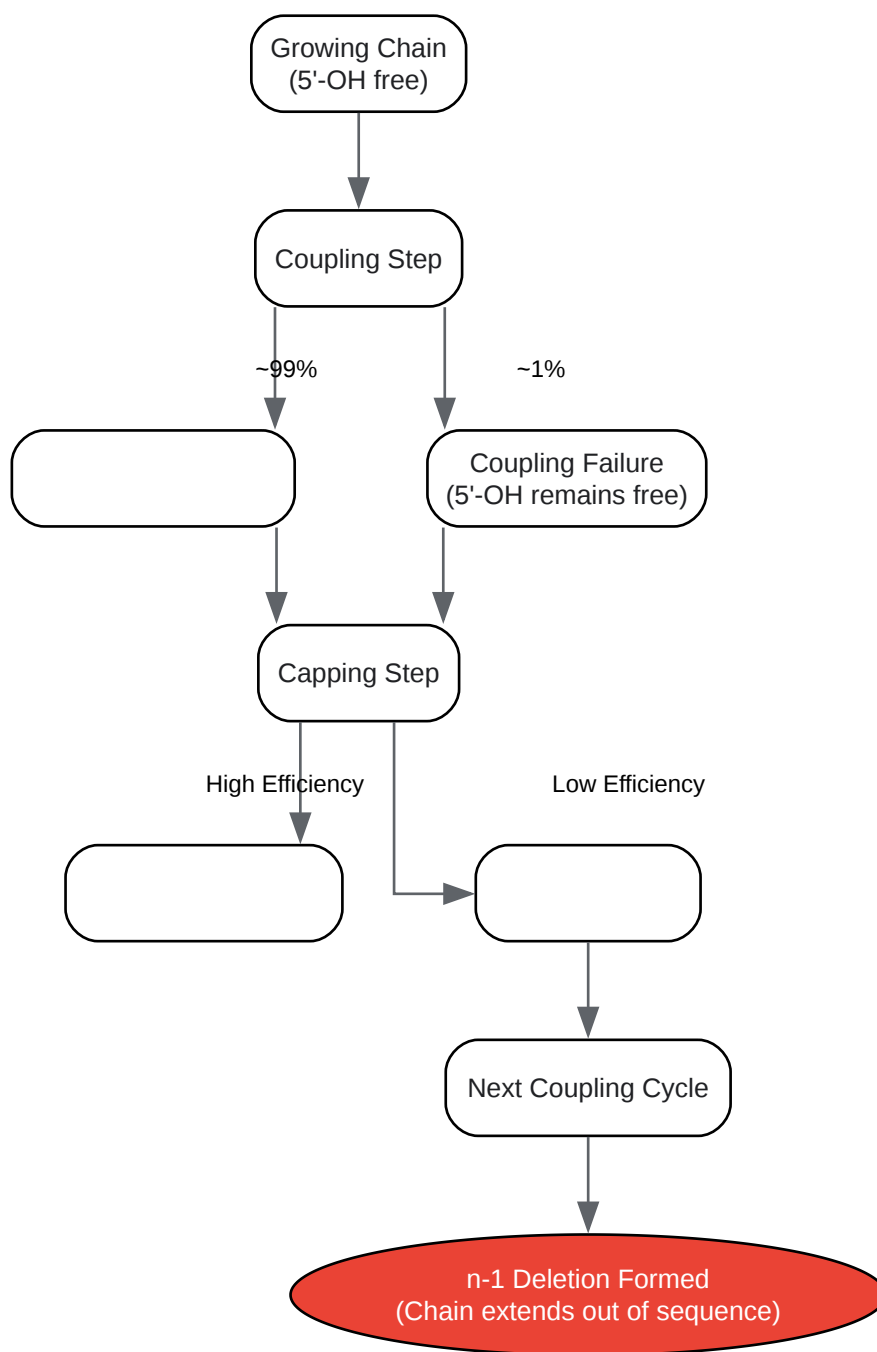 Growing Chain
(5'-OH free)
Coupling Step
~99%
~1%
Coupling Failure
(5'-OH remains free)
Capping Step
High Efficiency
Low Efficiency
Next Coupling Cycle
n-1 Deletion Formed
(Chain extends out of sequence)